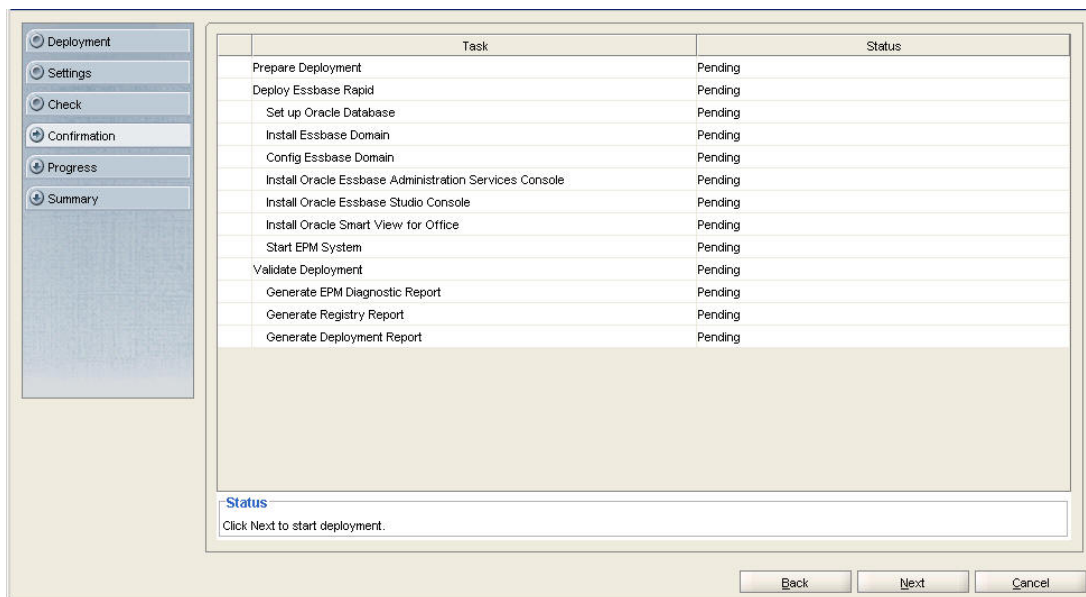 Deployment
Settings
Check
Confirmation
Progress
Summary
Task Status
Prepare Deployment Pending
Deploy Essbase Rapid Pending
Set up Oracle Database Pending
Install Essbase Domain Pending
Config Essbase Domain Pending
Install Oracle Essbase Administration Services Console Pending
Install Oracle Essbase Studio Console Pending
Install Oracle Smart View for Office Pending
Start EPM System Pending
Validate Deployment Pending
Generate EPM Diagnostic Report Pending
Generate Registry Report Pending
Generate Deployment Report Pending
Status
Click Next to start deployment.
Back Next Cancel